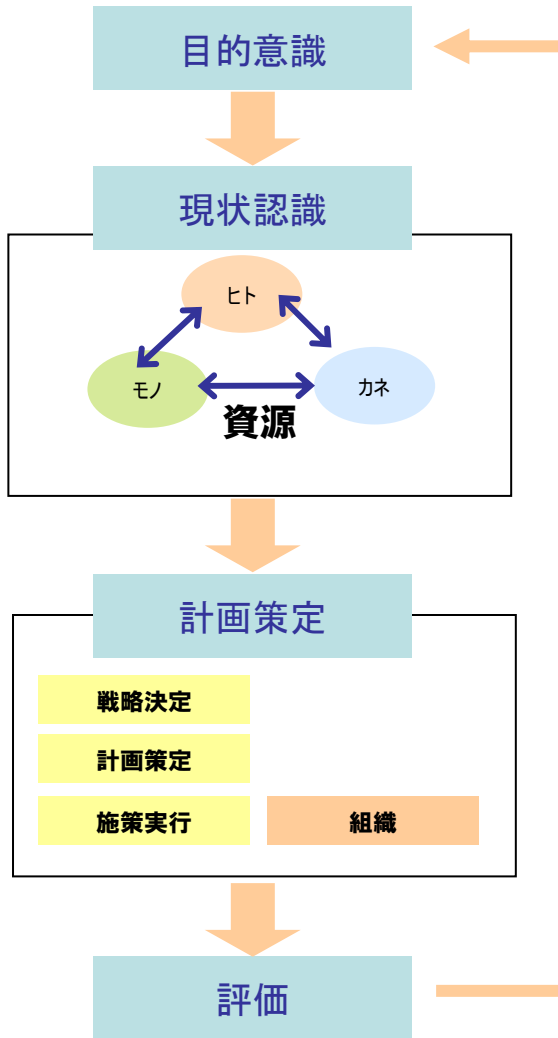 目的意識
現状認識
ヒト
モノ
カネ
資源
計画策定
戦略決定
計画策定
施策実行
組織
評価